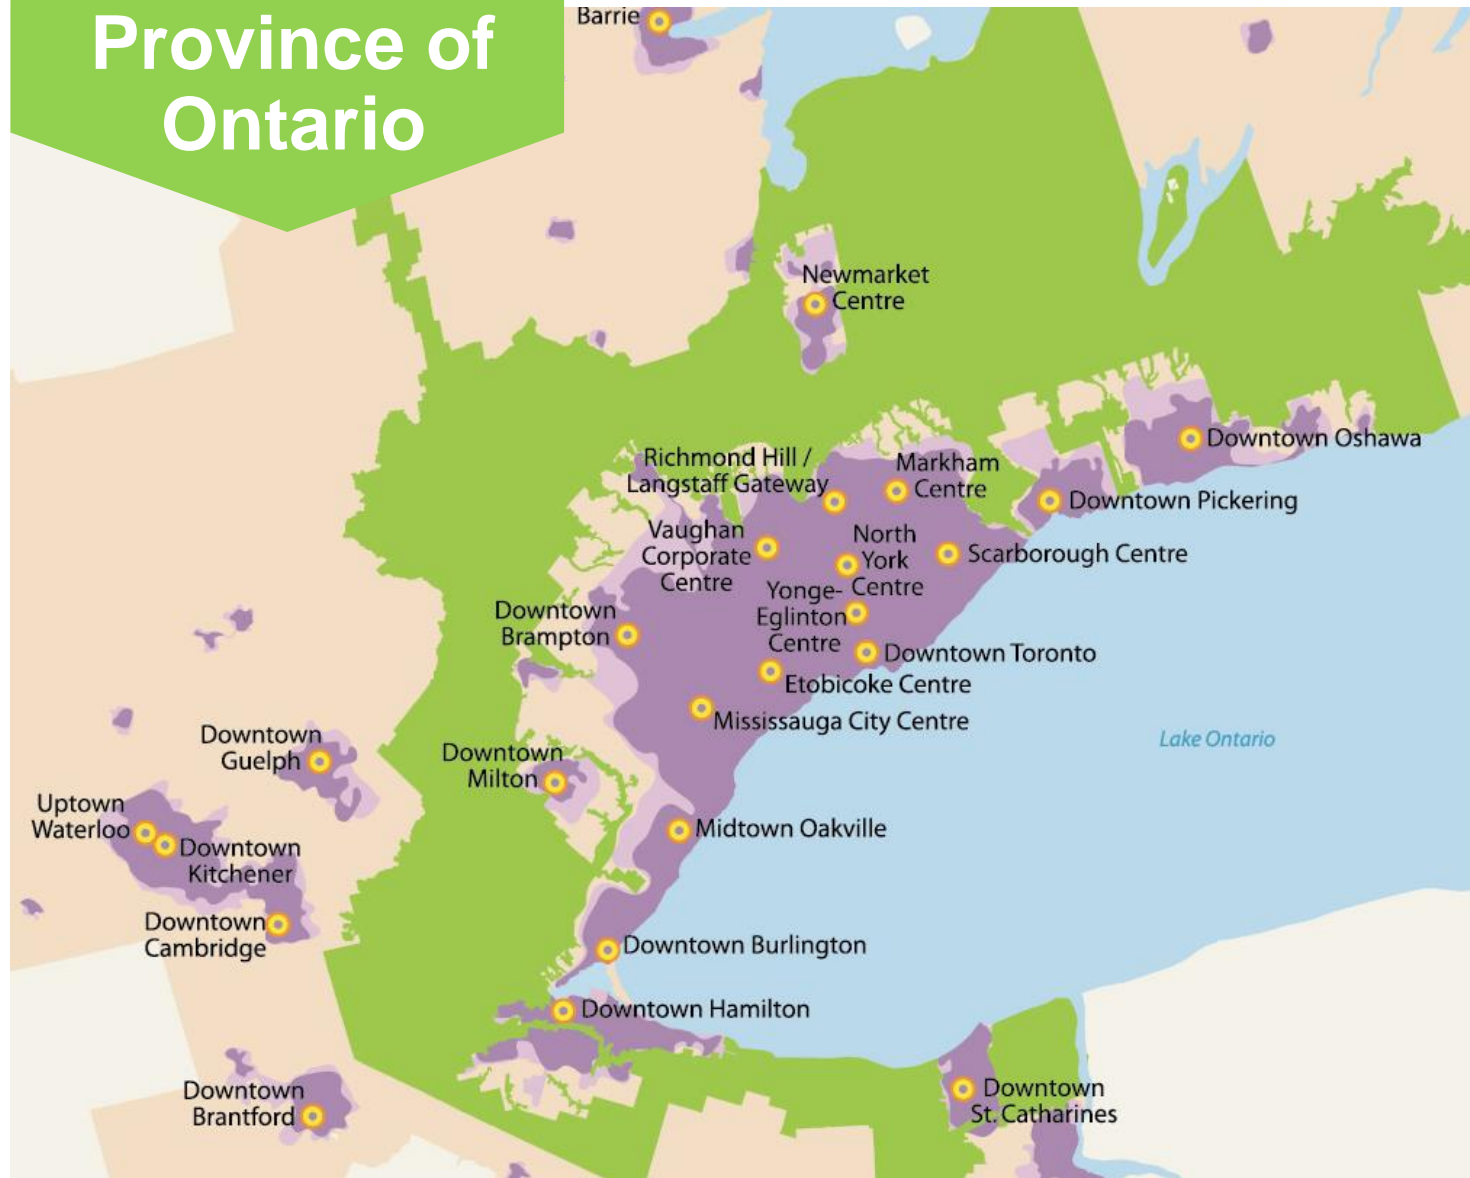 Province of
Ontario
Barrie
Newmarket
Centre
Downtown Oshawa
Richmond Hill /
Langstaff Gateway
Markham
Centre
Downtown Pickering
Vaughan
Corporate
Centre
North
York
Centre
Scarborough Centre
Yonge-
Eglinton
Centre
Downtown
Brampton
Downtown Toronto
Etobicoke Centre
Mississauga City Centre
Lake Ontario
Downtown
Guelph
Downtown
Milton
Uptown
Waterloo
Downtown
Kitchener
Midtown Oakville
Downtown
Cambridge
Downtown Burlington
Downtown Hamilton
Downtown
Brantford
Downtown
St. Catharines